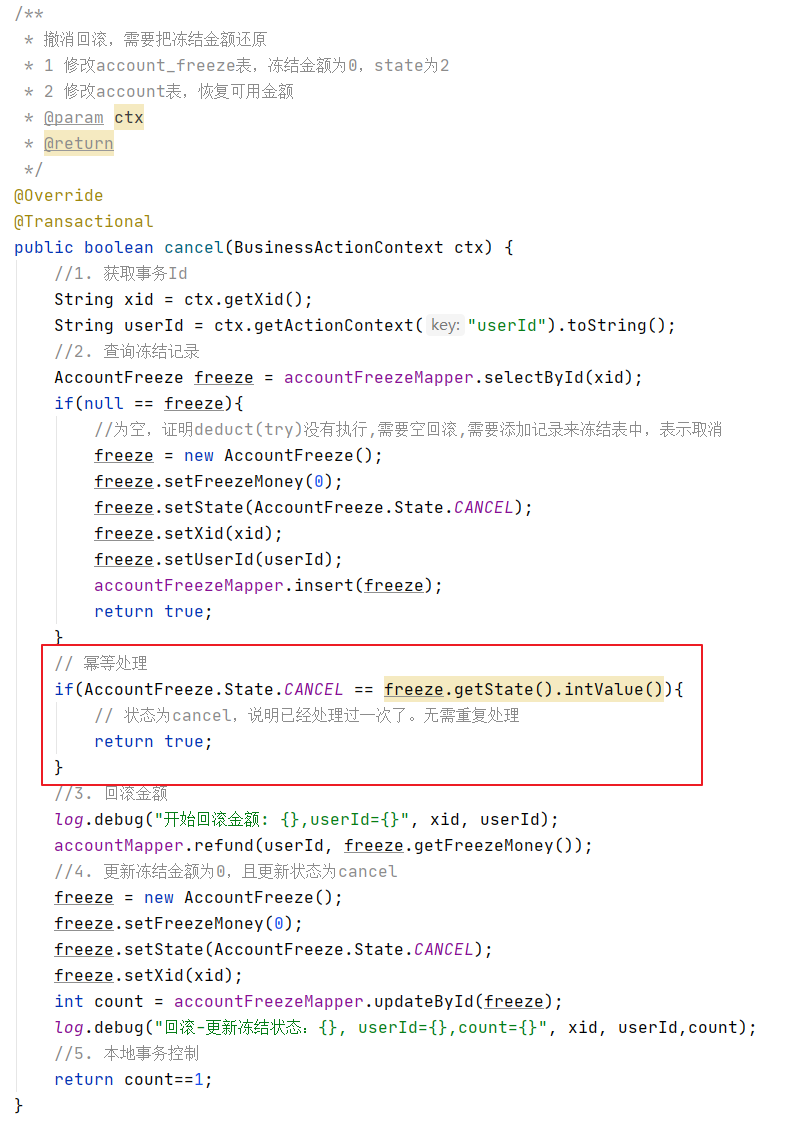 /**
 * 撤消回滚，需要把冻结金额还原
 * 1 修改account_freeze表，冻结金额为0，state为2
 * 2 修改account表，恢复可用金额
 * @param ctx
 * @return
 */
@Override
@Transactional
public boolean cancel(BusinessActionContext ctx) {
    //1. 获取事务Id
    String xid = ctx.getXid();
    String userId = ctx.getActionContext( key: "userId").toString();
    //2. 查询冻结记录
    AccountFreeze freeze = accountFreezeMapper.selectById(xid);
    if(null == freeze){
        //为空，证明deduct(try)没有执行,需要空回滚,需要添加记录来冻结表中，表示取消
        freeze = new AccountFreeze();
        freeze.setFreezeMoney(0);
        freeze.setState(AccountFreeze.State.CANCEL);
        freeze.setXid(xid);
        freeze.setUserId(userId);
        accountFreezeMapper.insert(freeze);
        return true;
    }
    // 幂等处理
    if(AccountFreeze.State.CANCEL == freeze.getState().intValue()){
        // 状态为cancel，说明已经处理过一次了。无需重复处理
        return true;
    }
    //3. 回滚金额
    log.debug("开始回滚金额: {},userId={}", xid, userId);
    accountMapper.refund(userId, freeze.getFreezeMoney());
    //4. 更新冻结金额为0，且更新状态为cancel
    freeze = new AccountFreeze();
    freeze.setFreezeMoney(0);
    freeze.setState(AccountFreeze.State.CANCEL);
    freeze.setXid(xid);
    int count = accountFreezeMapper.updateById(freeze);
    log.debug("回滚-更新冻结状态：{}, userId={},count={}", xid, userId,count);
    //5. 本地事务控制
    return count==1;
}